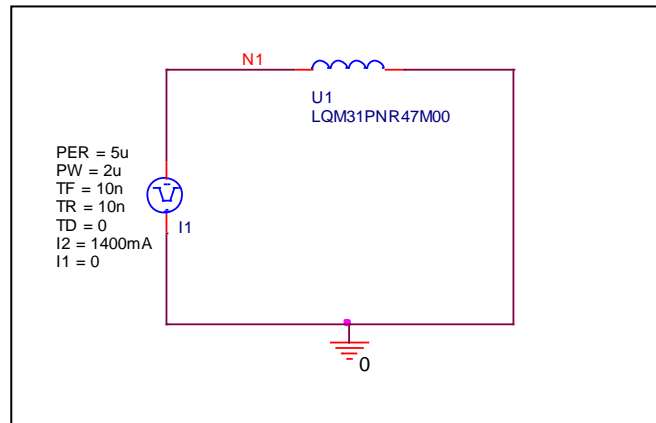 N1
U1
LQM31PNR47M00
PER = 5u
PW = 2u
TF = 10n
TR = 10n
TD = 0
I2 = 1400mA
I1 = 0
I1
0